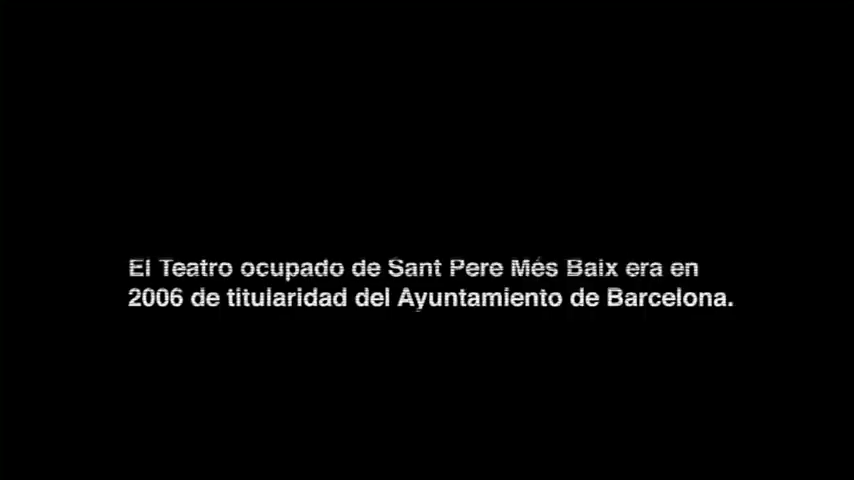 El Teatro ocupado de Sant Pere Més Baix era en
2006 de titularidad del Ayuntamiento de Barcelona.